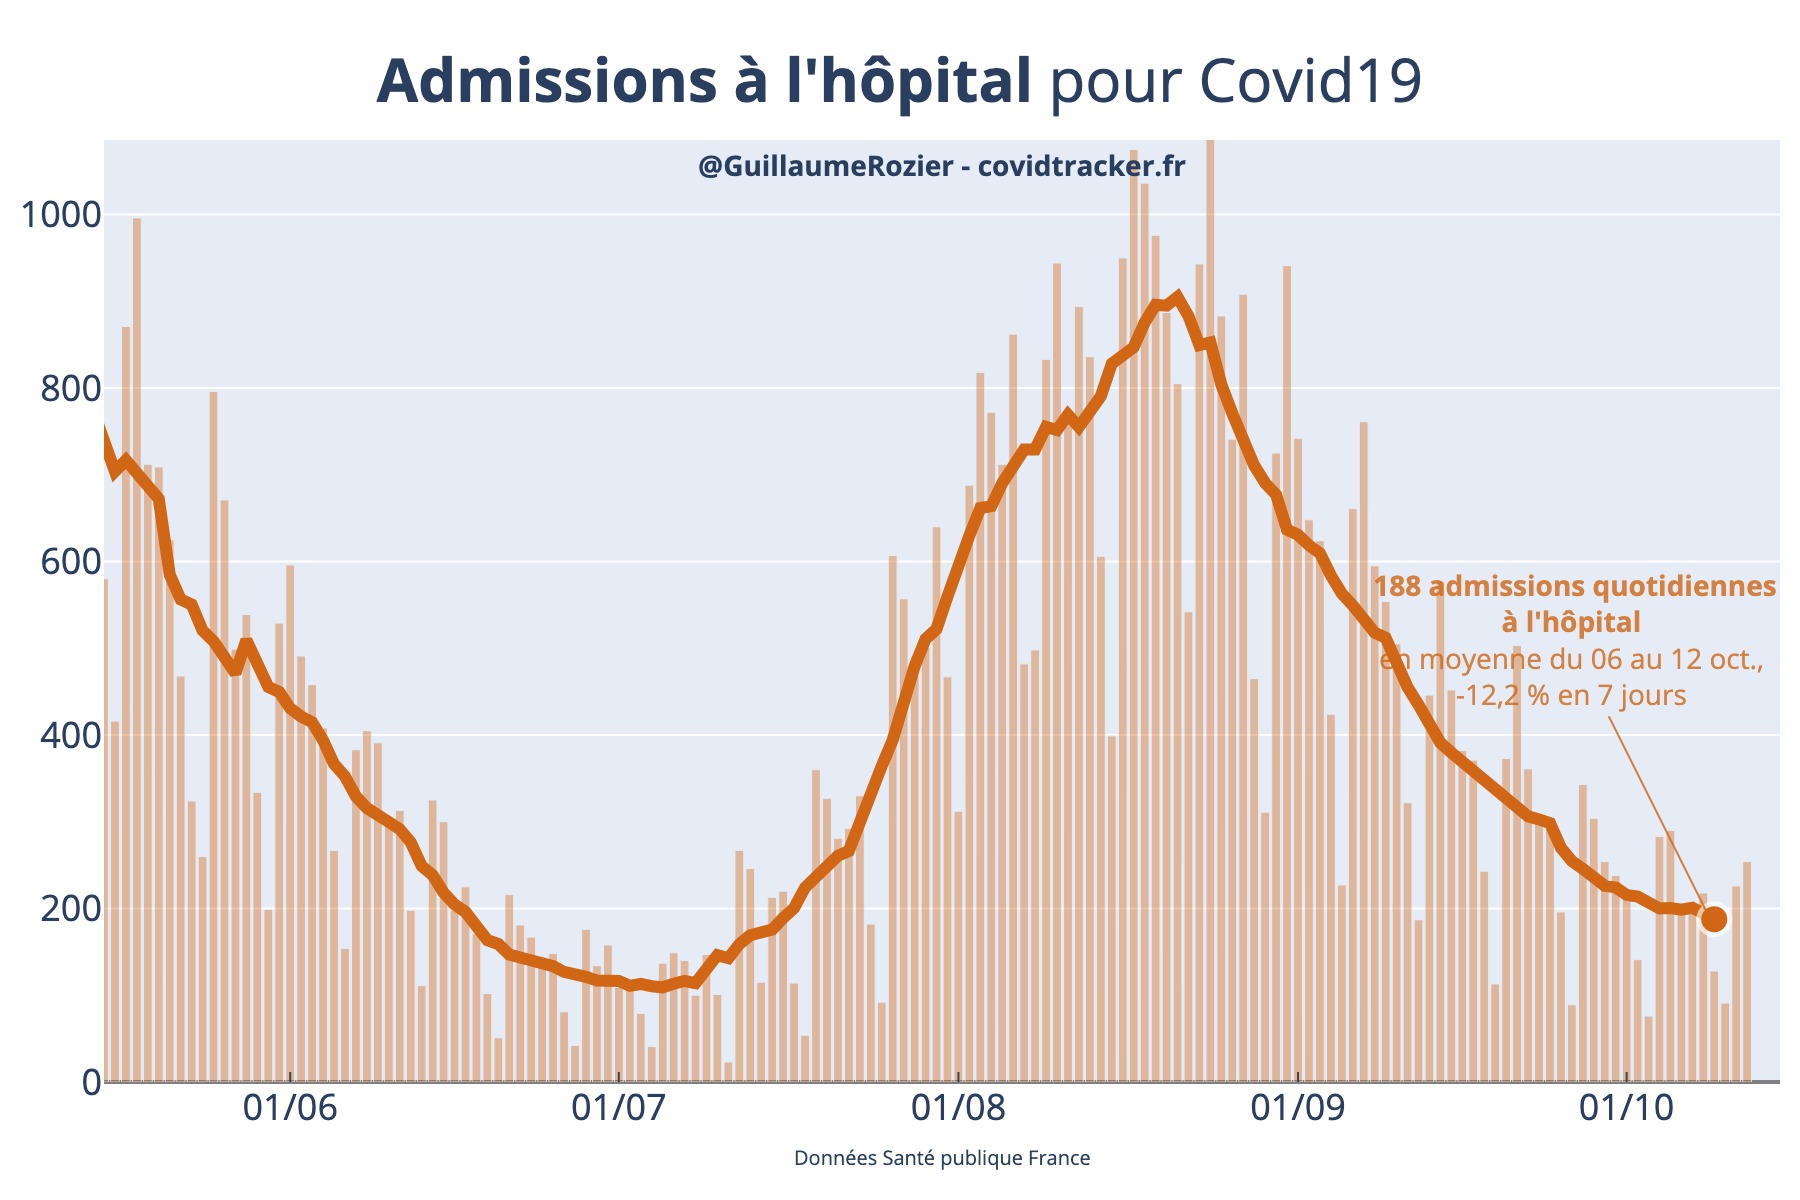 Admissions à l'hôpital pour Covid19
@GuillaumeRozier - covidtracker.fr
1000
800
600
400
200
0
188 admissions quotidiennes
à l'hôpital
en moyenne du 06 au 12 oct.,
-12,2 % en 7 jours
01/06 01/07 01/08 01/09 01/10
Données Santé publique France